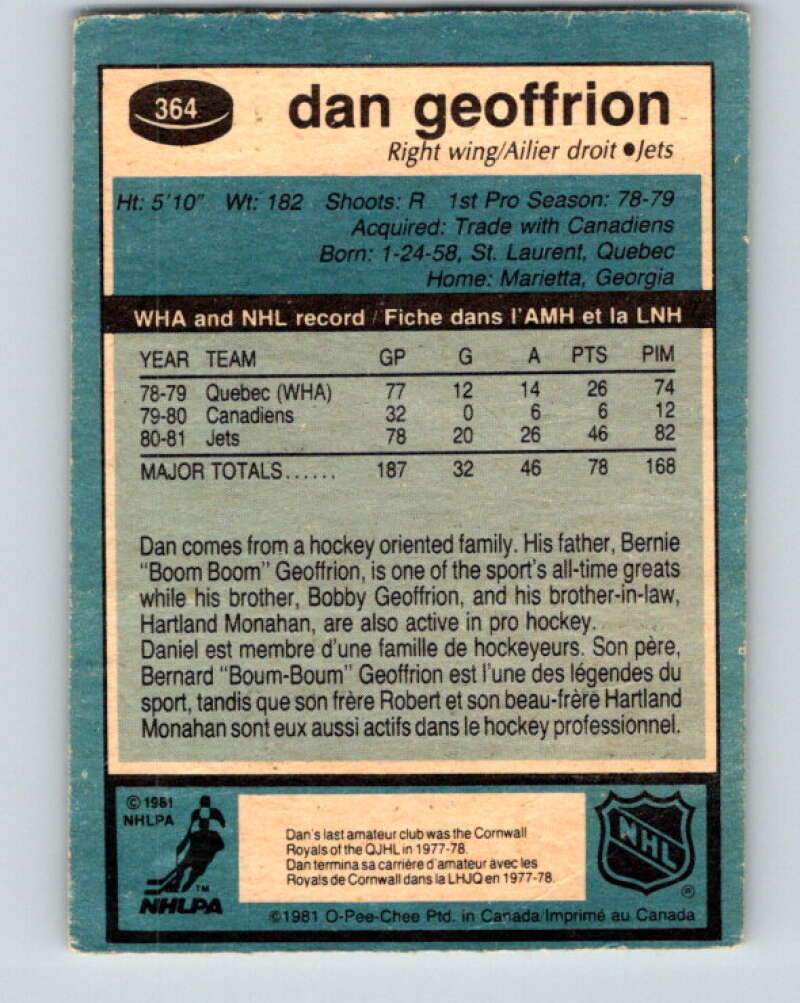 364
dan geoffrion
Right wing/Ailier droit ●Jets
Ht: 5'10" Wt: 182 Shoots: R 1st Pro Season: 78-79
Acquired: Trade with Canadiens
Born: 1-24-58, St. Laurent, Quebec
Home: Marietta, Georgia
WHA and NHL record / Fiche dans l'AMH et la LNH
YEAR TEAM GP G A PTS PIM
78-79 Quebec (WHA) 77 12 14 26 74
79-80 Canadiens 32 0 6 6 12
80-81 Jets 78 20 26 46 82
MAJOR TOTALS...... 187 32 46 78 168
Dan comes from a hockey oriented family. His father, Bernie
"Boom Boom" Geoffrion, is one of the sport's all-time greats
while his brother, Bobby Geoffrion, and his brother-in-law,
Hartland Monahan, are also active in pro hockey.
Daniel est membre d'une famille de hockeyeurs. Son père,
Bernard "Boum-Boum" Geoffrion est l'une des légendes du
sport, tandis que son frère Robert et son beau-frère Hartland
Monahan sont eux aussi actifs dans le hockey professionnel.
© 1981
NHLPA
TM
NHLPA
Dan's last amateur club was the Cornwall
Royals of the QJHL in 1977-78.
Dan termina sa carrière d'amateur avec les
Royals de Cornwall dans la LHJQ en 1977-78.
NHL
®
©1981 O-Pee-Chee Ptd. in Canada/Imprimé au Canada